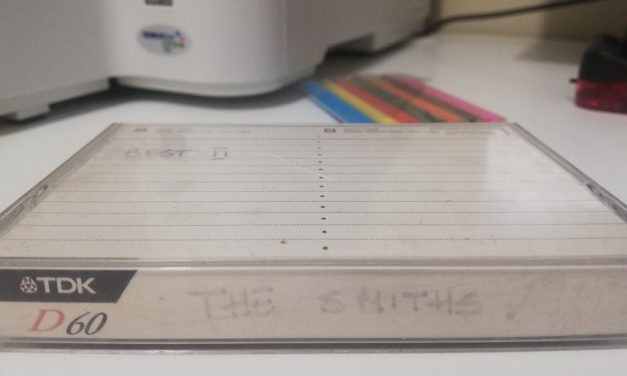 BEST II
TDK
D60
THE SMITHS.